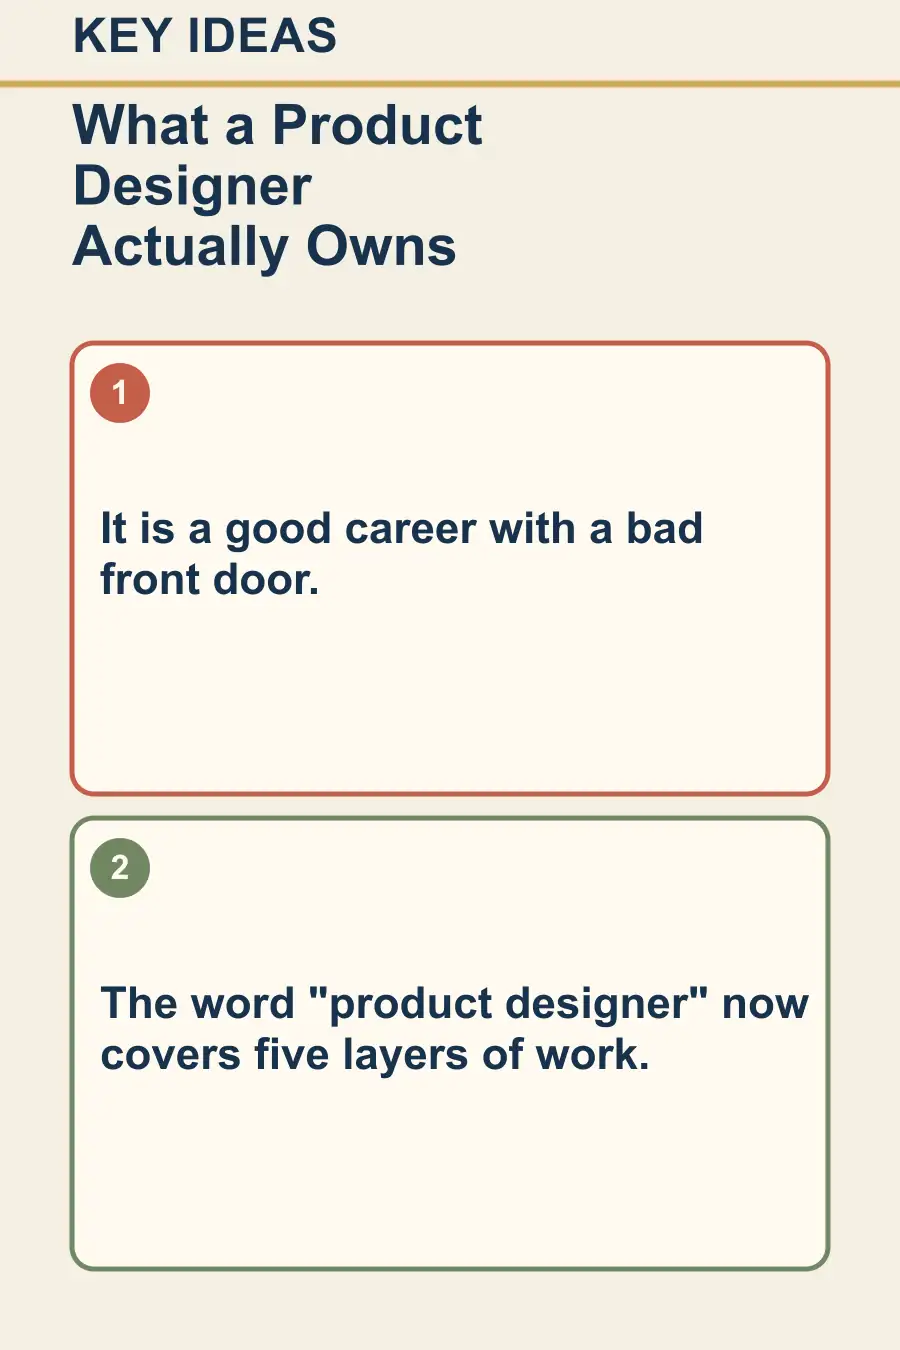 KEY IDEAS
What a Product
Designer
Actually Owns
1
It is a good career with a bad
front door.
2
The word "product designer" now
covers five layers of work.